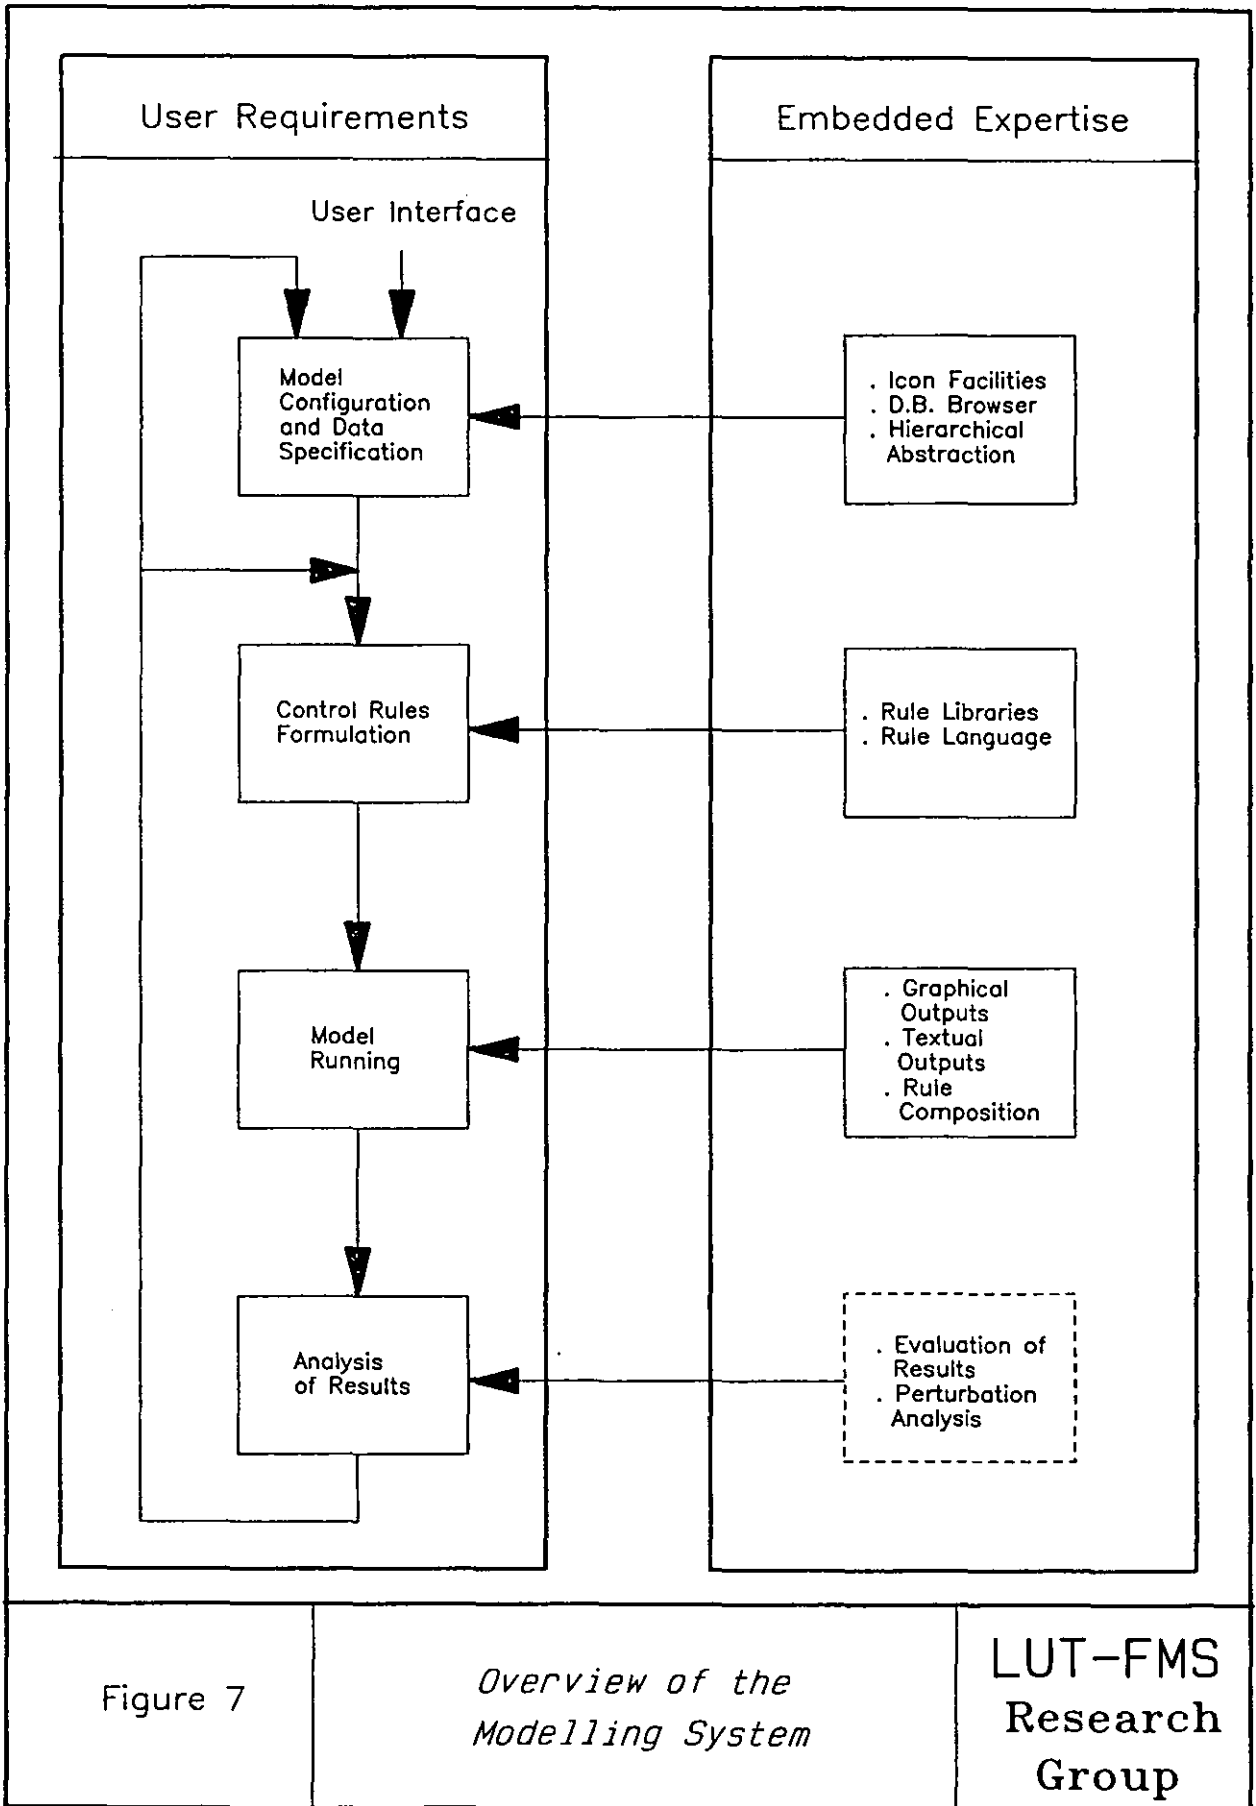 User Requirements
Embedded Expertise
User Interface
Model
Configuration
and Data
Specification
. Icon Facilities
. D.B. Browser
. Hierarchical
Abstraction
Control Rules
Formulation
. Rule Libraries
. Rule Language
Model
Running
. Graphical
Outputs
. Textual
Outputs
. Rule
Composition
Analysis
of Results
. Evaluation of
Results
. Perturbation
Analysis
Figure 7
Overview of the
Modelling System
LUT-FMS
Research
Group